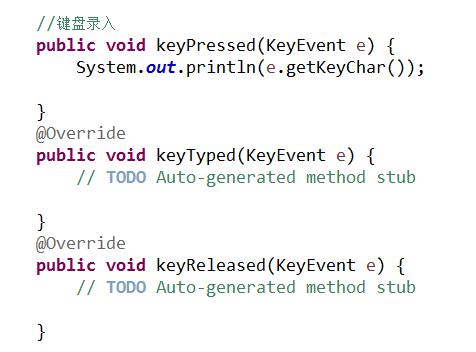 //键盘录入
public void keyPressed(KeyEvent e) {
    System.out.println(e.getKeyChar());

}
@Override
public void keyTyped(KeyEvent e) {
    // TODO Auto-generated method stub

}
@Override
public void keyReleased(KeyEvent e) {
    // TODO Auto-generated method stub

}